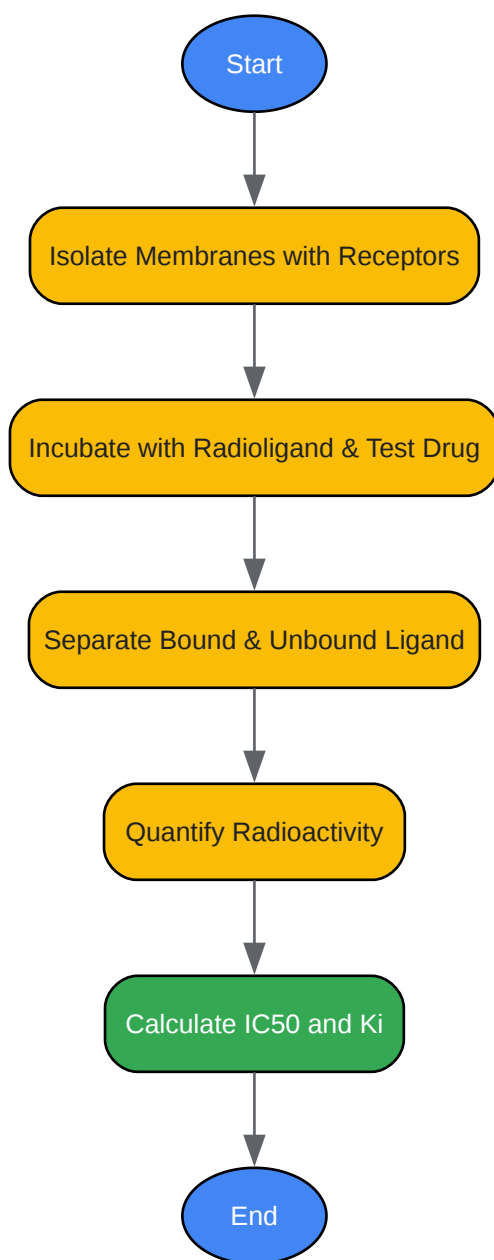 Start
Isolate Membranes with Receptors
Incubate with Radioligand & Test Drug
Separate Bound & Unbound Ligand
Quantify Radioactivity
Calculate IC50 and Ki
End